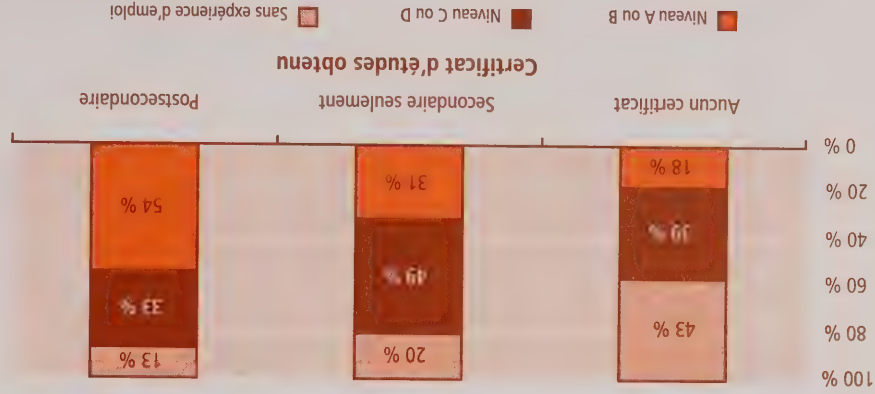 100 %
80 %
60 %
40 %
20 %
0 %
43 %
39 %
18 %
20 %
49 %
31 %
13 %
33 %
54 %
Aucun certificat
Secondaire seulement
Postsecondaire
Certificat d'études obtenu
Niveau A ou B
Niveau C ou D
Sans expérience d'emploi